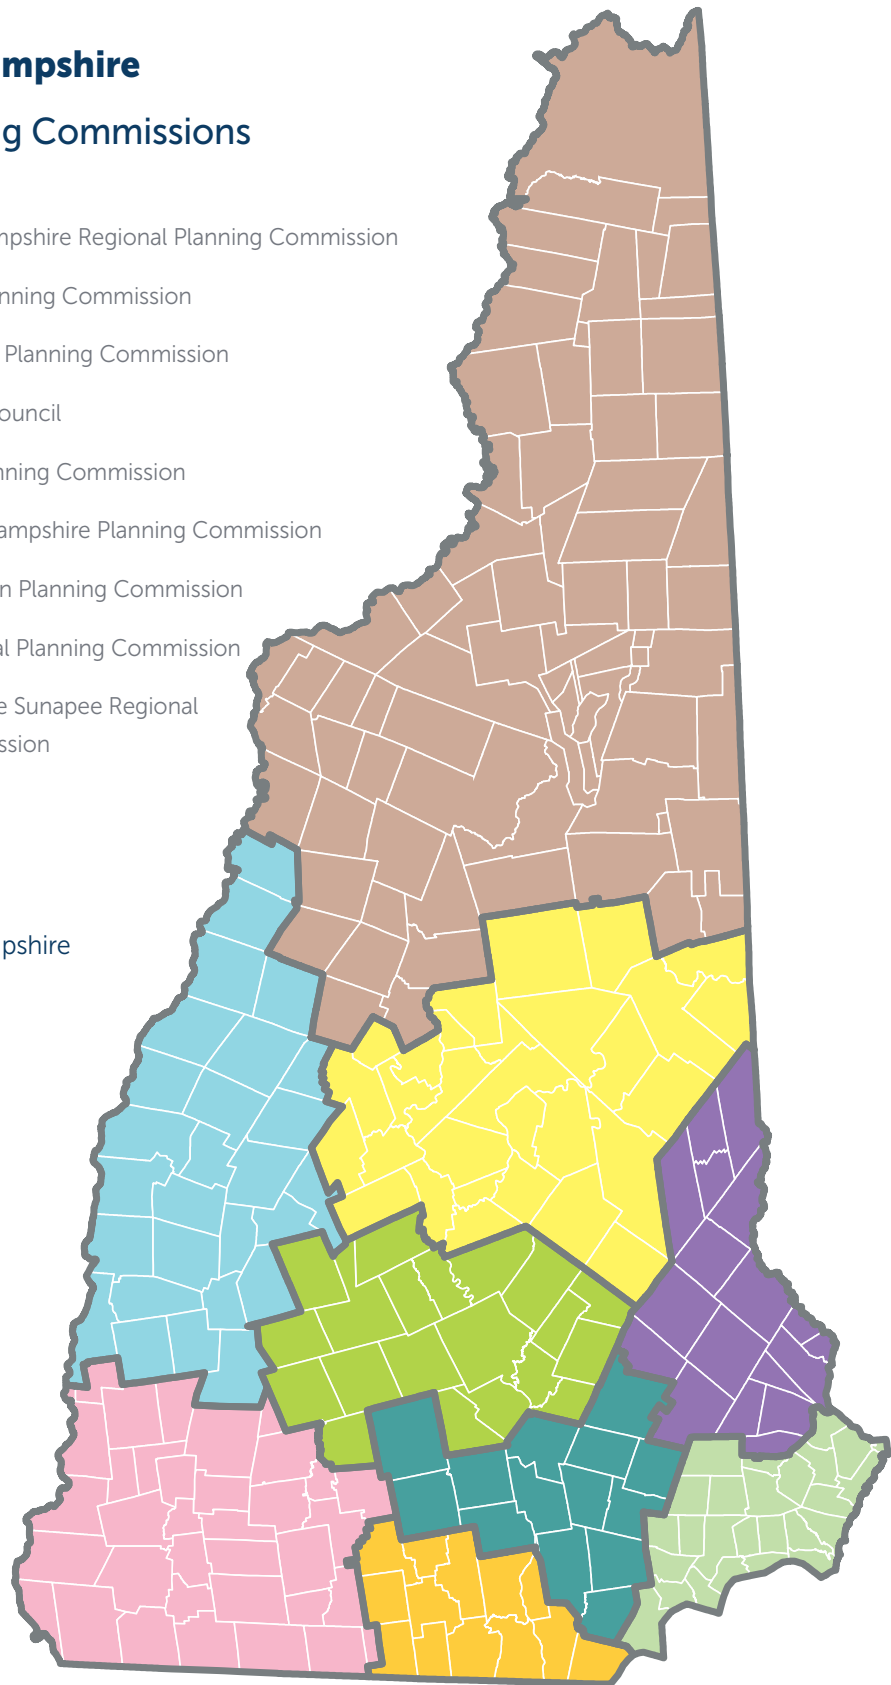 mpshire
g Commissions
mpshire Regional Planning Commission
nning Commission
Planning Commission
ouncil
nning Commission
ampshire Planning Commission
n Planning Commission
al Planning Commission
e Sunapee Regional
ssion
pshire